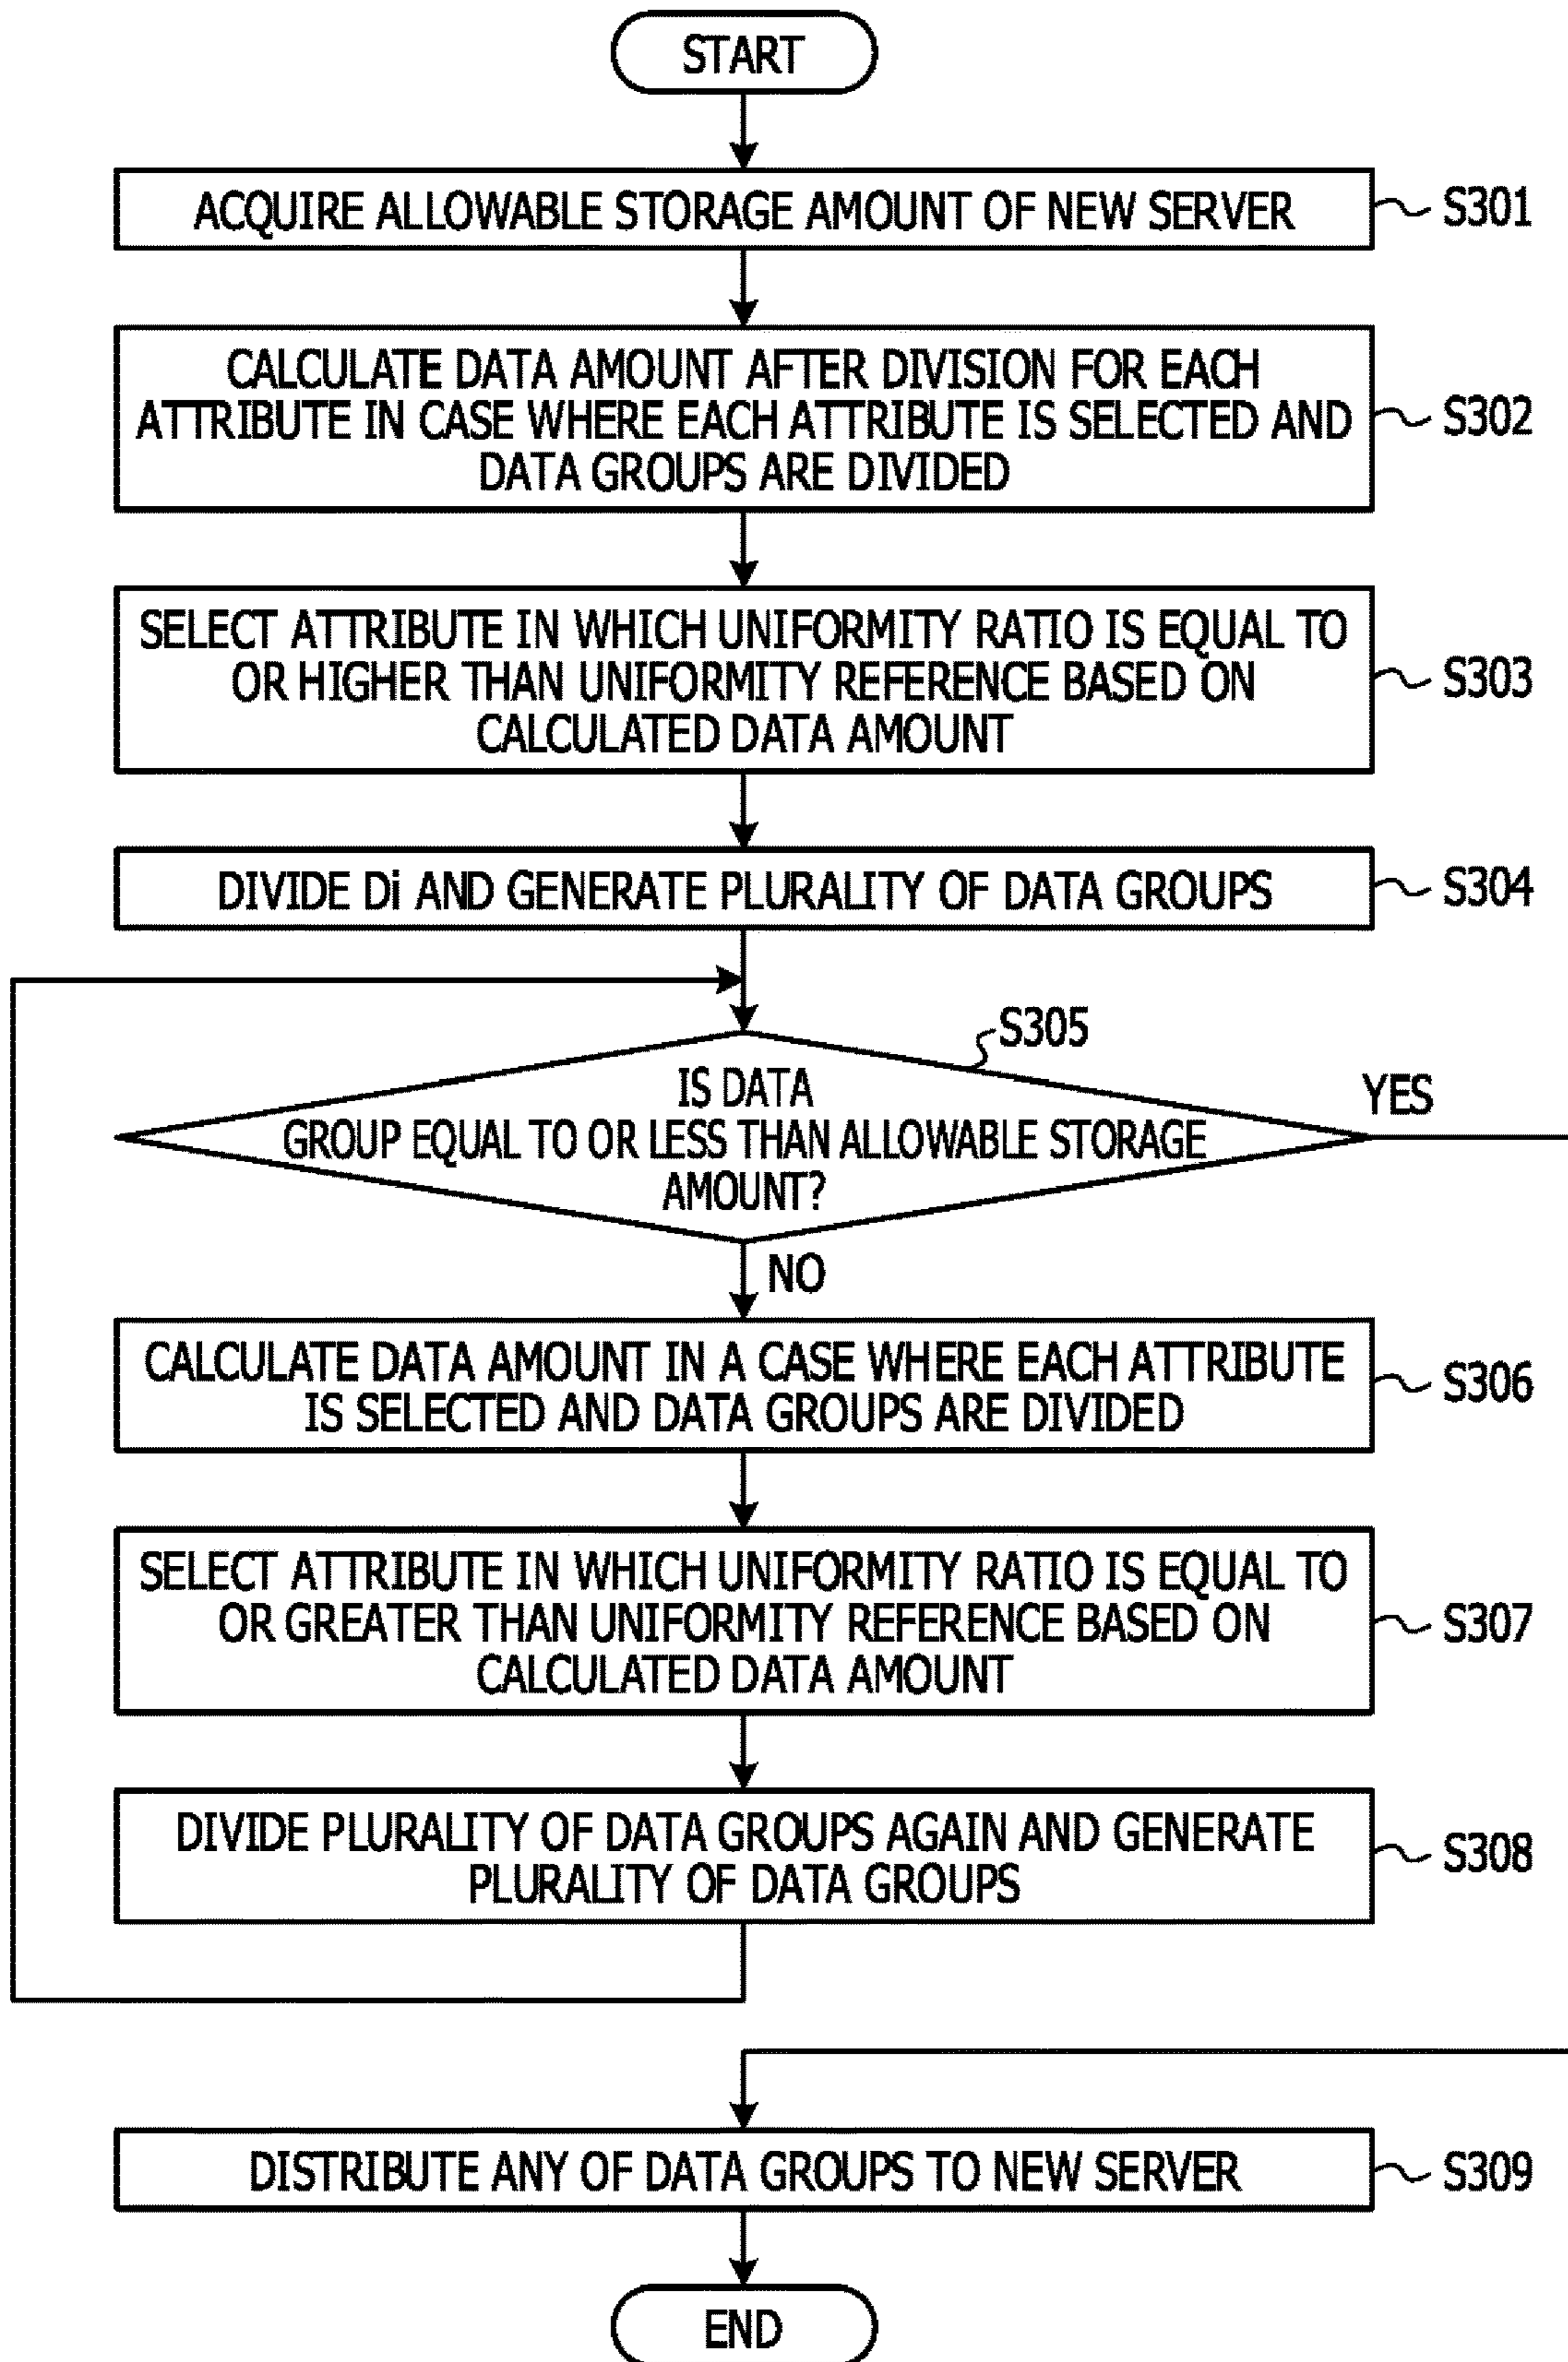 START
ACQUIRE ALLOWABLE STORAGE AMOUNT OF NEW SERVER
S301
CALCULATE DATA AMOUNT AFTER DIVISION FOR EACH
ATTRIBUTE IN CASE WHERE EACH ATTRIBUTE IS SELECTED AND
DATA GROUPS ARE DIVIDED
S302
SELECT ATTRIBUTE IN WHICH UNIFORMITY RATIO IS EQUAL TO
OR HIGHER THAN UNIFORMITY REFERENCE BASED ON
CALCULATED DATA AMOUNT
S303
DIVIDE Di AND GENERATE PLURALITY OF DATA GROUPS
S304
S305
IS DATA
GROUP EQUAL TO OR LESS THAN ALLOWABLE STORAGE
AMOUNT?
YES
NO
CALCULATE DATA AMOUNT IN A CASE WHERE EACH ATTRIBUTE
IS SELECTED AND DATA GROUPS ARE DIVIDED
S306
SELECT ATTRIBUTE IN WHICH UNIFORMITY RATIO IS EQUAL TO
OR GREATER THAN UNIFORMITY REFERENCE BASED ON
CALCULATED DATA AMOUNT
S307
DIVIDE PLURALITY OF DATA GROUPS AGAIN AND GENERATE
PLURALITY OF DATA GROUPS
S308
DISTRIBUTE ANY OF DATA GROUPS TO NEW SERVER
S309
END